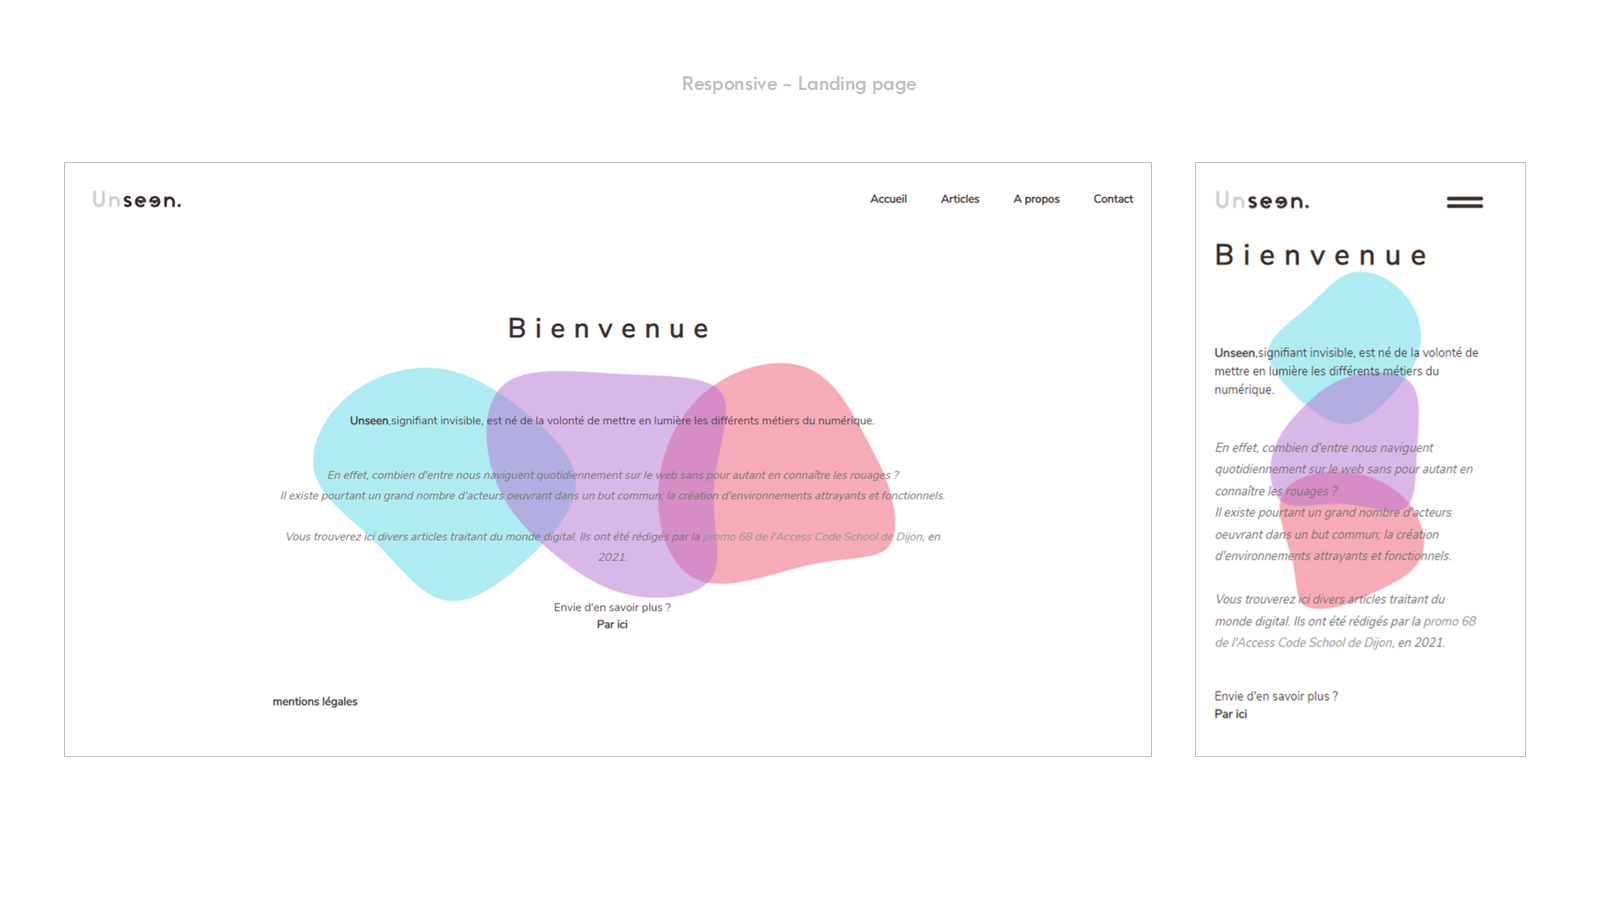 Responsive - Landing page
Unseen.
Accueil Articles A propos Contact
Bienvenue
Unseen,signifiant invisible, est né de la volonté de mettre en lumière les différents métiers du numérique.
En effet, combien d'entre nous naviguent quotidiennement sur le web sans pour autant en connaître les rouages ?
Il existe pourtant un grand nombre d'acteurs oeuvrant dans un but commun; la création d'environnements attrayants et fonctionnels.
Vous trouverez ici divers articles traitant du monde digital. Ils ont été rédigés par la promo 68 de l'Access Code School de Dijon, en
2021.
Envie d'en savoir plus ?
Par ici
mentions légales
Unseen.
Bienvenue
Unseen,signifiant invisible, est né de la volonté de
mettre en lumière les différents métiers du
numérique.
En effet, combien d'entre nous naviguent
quotidiennement sur le web sans pour autant en
connaître les rouages ?
Il existe pourtant un grand nombre d'acteurs
oeuvrant dans un but commun; la création
d'environnements attrayants et fonctionnels.
Vous trouverez ici divers articles traitant du
monde digital. Ils ont été rédigés par la promo 68
de l'Access Code School de Dijon, en 2021.
Envie d'en savoir plus ?
Par ici